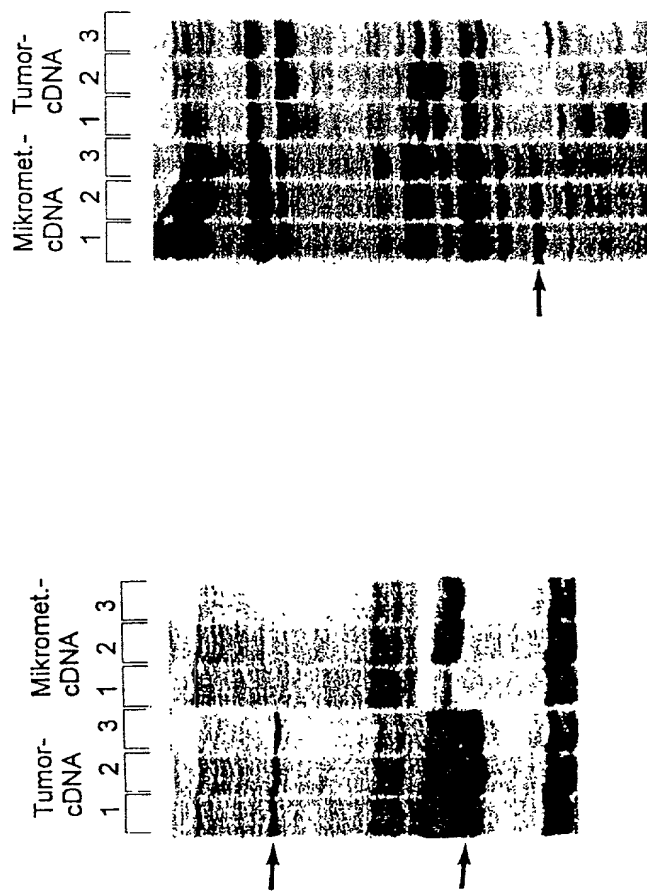 Tumor-
cDNA
Mikromet.-
cDNA
1 2 3 1 2 3
Mikromet.-
cDNA
Tumor-
cDNA
1 2 3 1 2 3